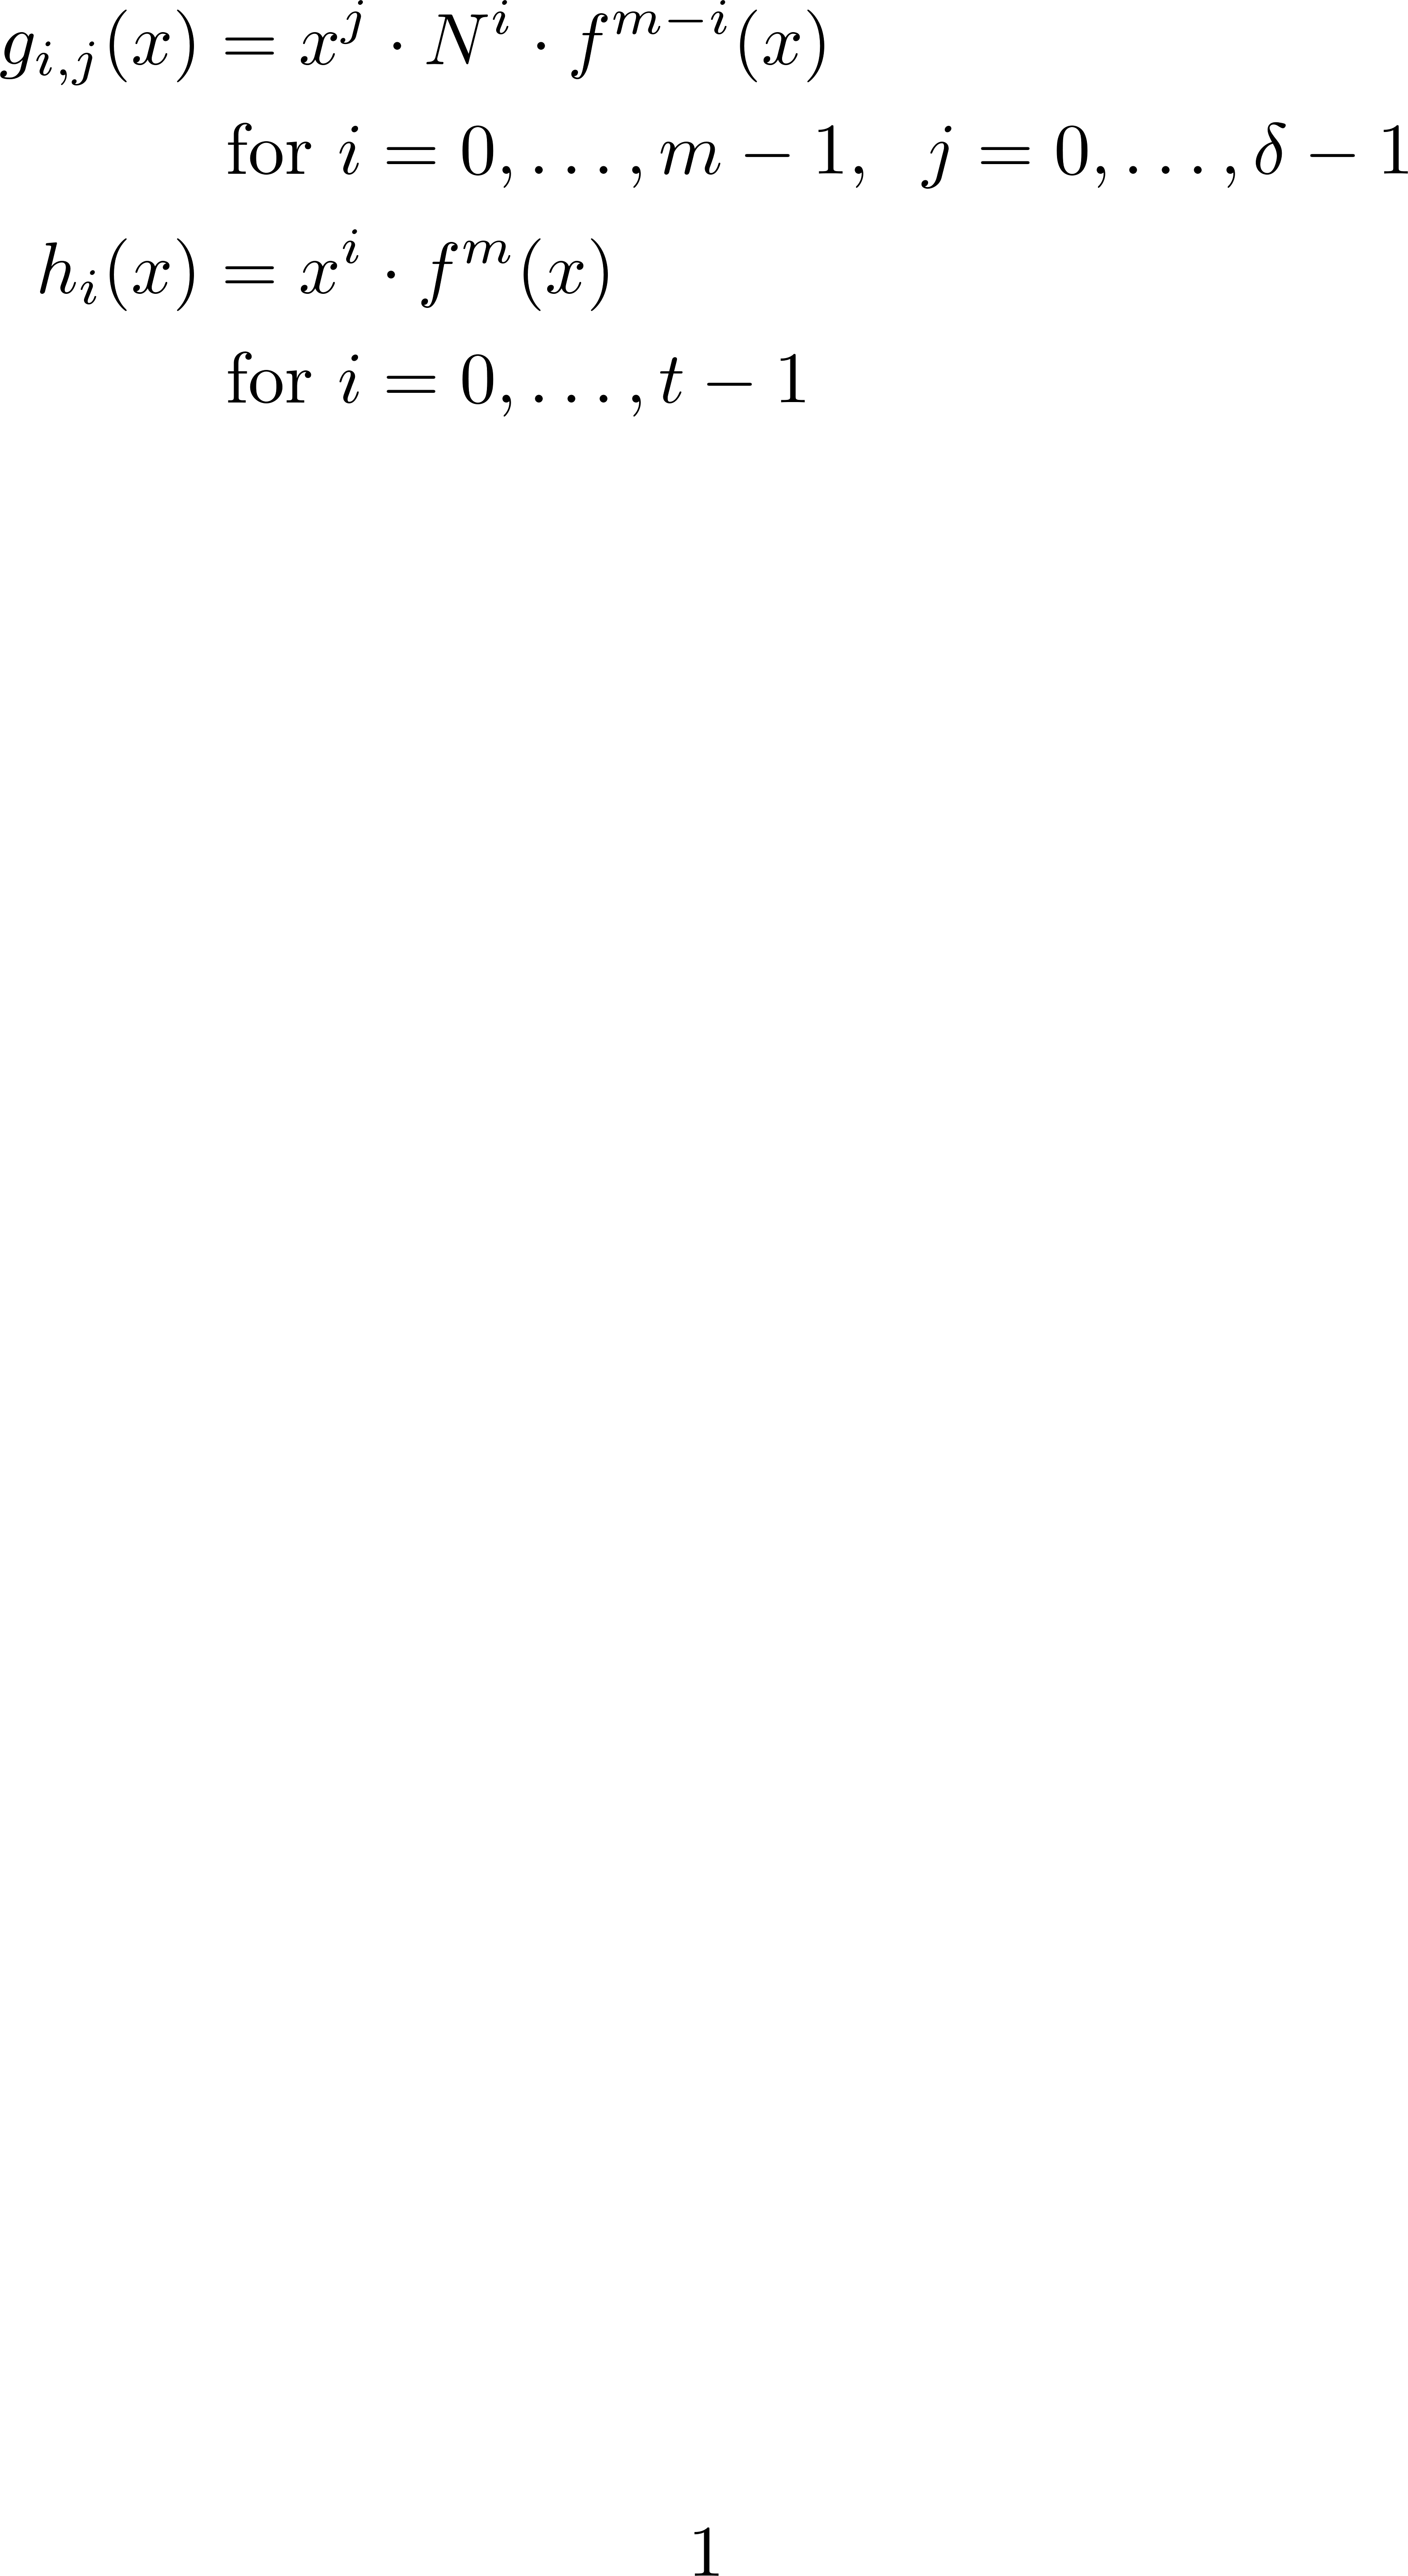 g_{i,j}(x) = x^j · N^i · f^{m−i}(x)
for i = 0, . . . , m − 1, j = 0, . . . , δ − 1
h_i(x) = x^i · f^m(x)
for i = 0, . . . , t − 1
1